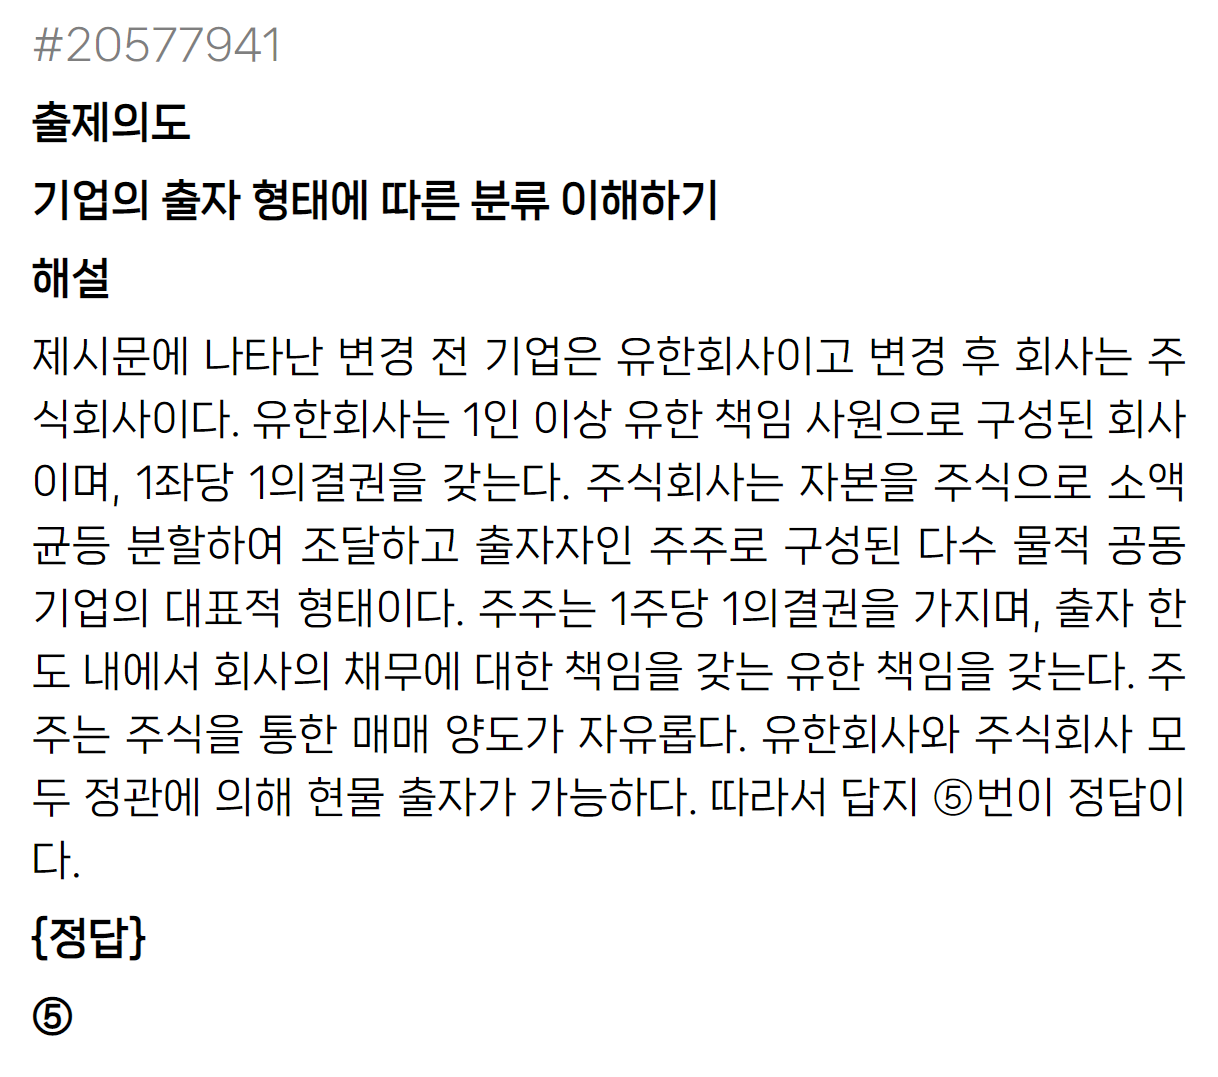 #20577941
출제의도
기업의 출자 형태에 따른 분류 이해하기
해설
제시문에 나타난 변경 전 기업은 유한회사이고 변경 후 회사는 주
식회사이다. 유한회사는 1인 이상 유한 책임 사원으로 구성된 회사
이며, 1좌당 1의결권을 갖는다. 주식회사는 자본을 주식으로 소액
균등 분할하여 조달하고 출자자인 주주로 구성된 다수 물적 공동
기업의 대표적 형태이다. 주주는 1주당 1의결권을 가지며, 출자 한
도 내에서 회사의 채무에 대한 책임을 갖는 유한 책임을 갖는다. 주
주는 주식을 통한 매매 양도가 자유롭다. 유한회사와 주식회사 모
두 정관에 의해 현물 출자가 가능하다. 따라서 답지 ⑤번이 정답이
다.
{정답}
⑤